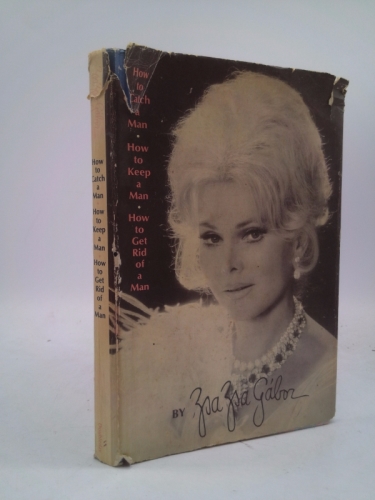 How
to
Catch
a
Man
How
to
Keep
a
Man
How
to
Get
Rid
of
a
Man
How
to
Catch
a
Man •
How
to
Keep
a
Man •
How
to
Get
Rid
of
a
Man
BY Zsa Zsa Gábor